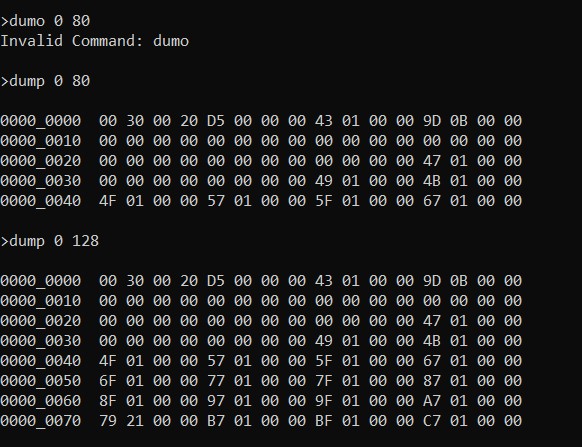 >dumo 0 80
Invalid Command: dumo
>dump 0 80
0000_0000  00 30 00 20 D5 00 00 00 43 01 00 00 9D 0B 00 00
0000_0010  00 00 00 00 00 00 00 00 00 00 00 00 00 00 00 00
0000_0020  00 00 00 00 00 00 00 00 00 00 00 00 47 01 00 00
0000_0030  00 00 00 00 00 00 00 00 49 01 00 00 4B 01 00 00
0000_0040  4F 01 00 00 57 01 00 00 5F 01 00 00 67 01 00 00
>dump 0 128
0000_0000  00 30 00 20 D5 00 00 00 43 01 00 00 9D 0B 00 00
0000_0010  00 00 00 00 00 00 00 00 00 00 00 00 00 00 00 00
0000_0020  00 00 00 00 00 00 00 00 00 00 00 00 47 01 00 00
0000_0030  00 00 00 00 00 00 00 00 49 01 00 00 4B 01 00 00
0000_0040  4F 01 00 00 57 01 00 00 5F 01 00 00 67 01 00 00
0000_0050  6F 01 00 00 77 01 00 00 7F 01 00 00 87 01 00 00
0000_0060  8F 01 00 00 97 01 00 00 9F 01 00 00 A7 01 00 00
0000_0070  79 21 00 00 B7 01 00 00 BF 01 00 00 C7 01 00 00